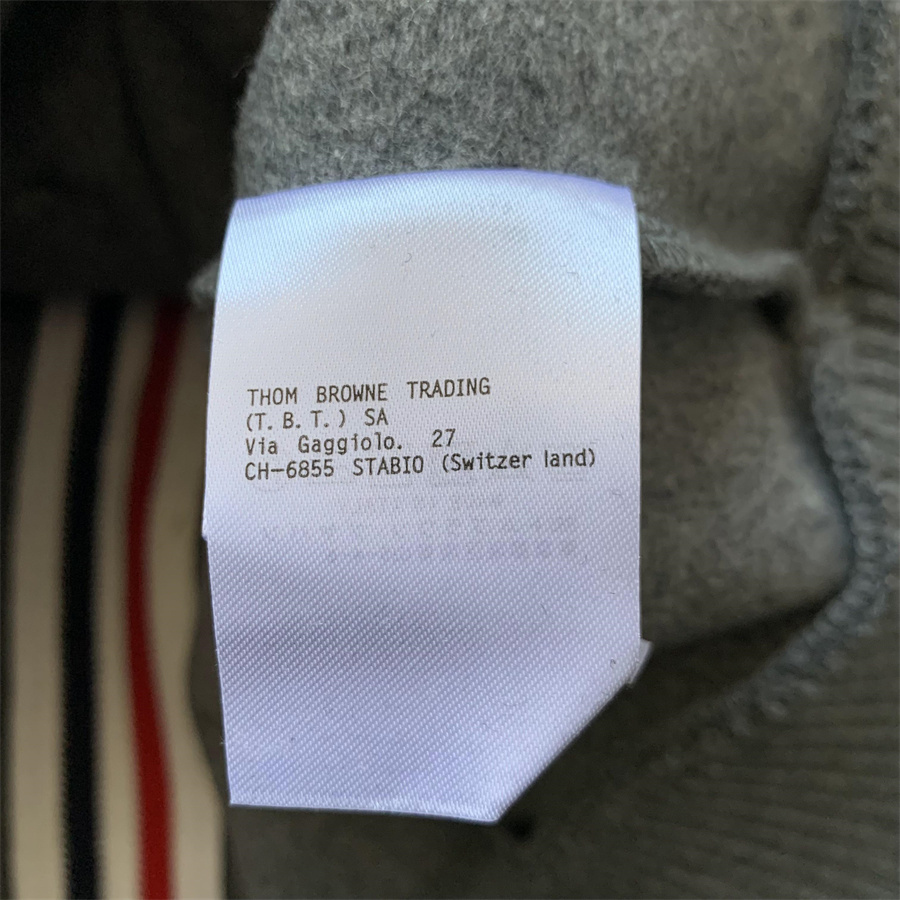 THOM BROWNE TRADING
(T.B.T.) SA
Via Gaggiolo. 27
CH-6855 STABIO (Switzer land)